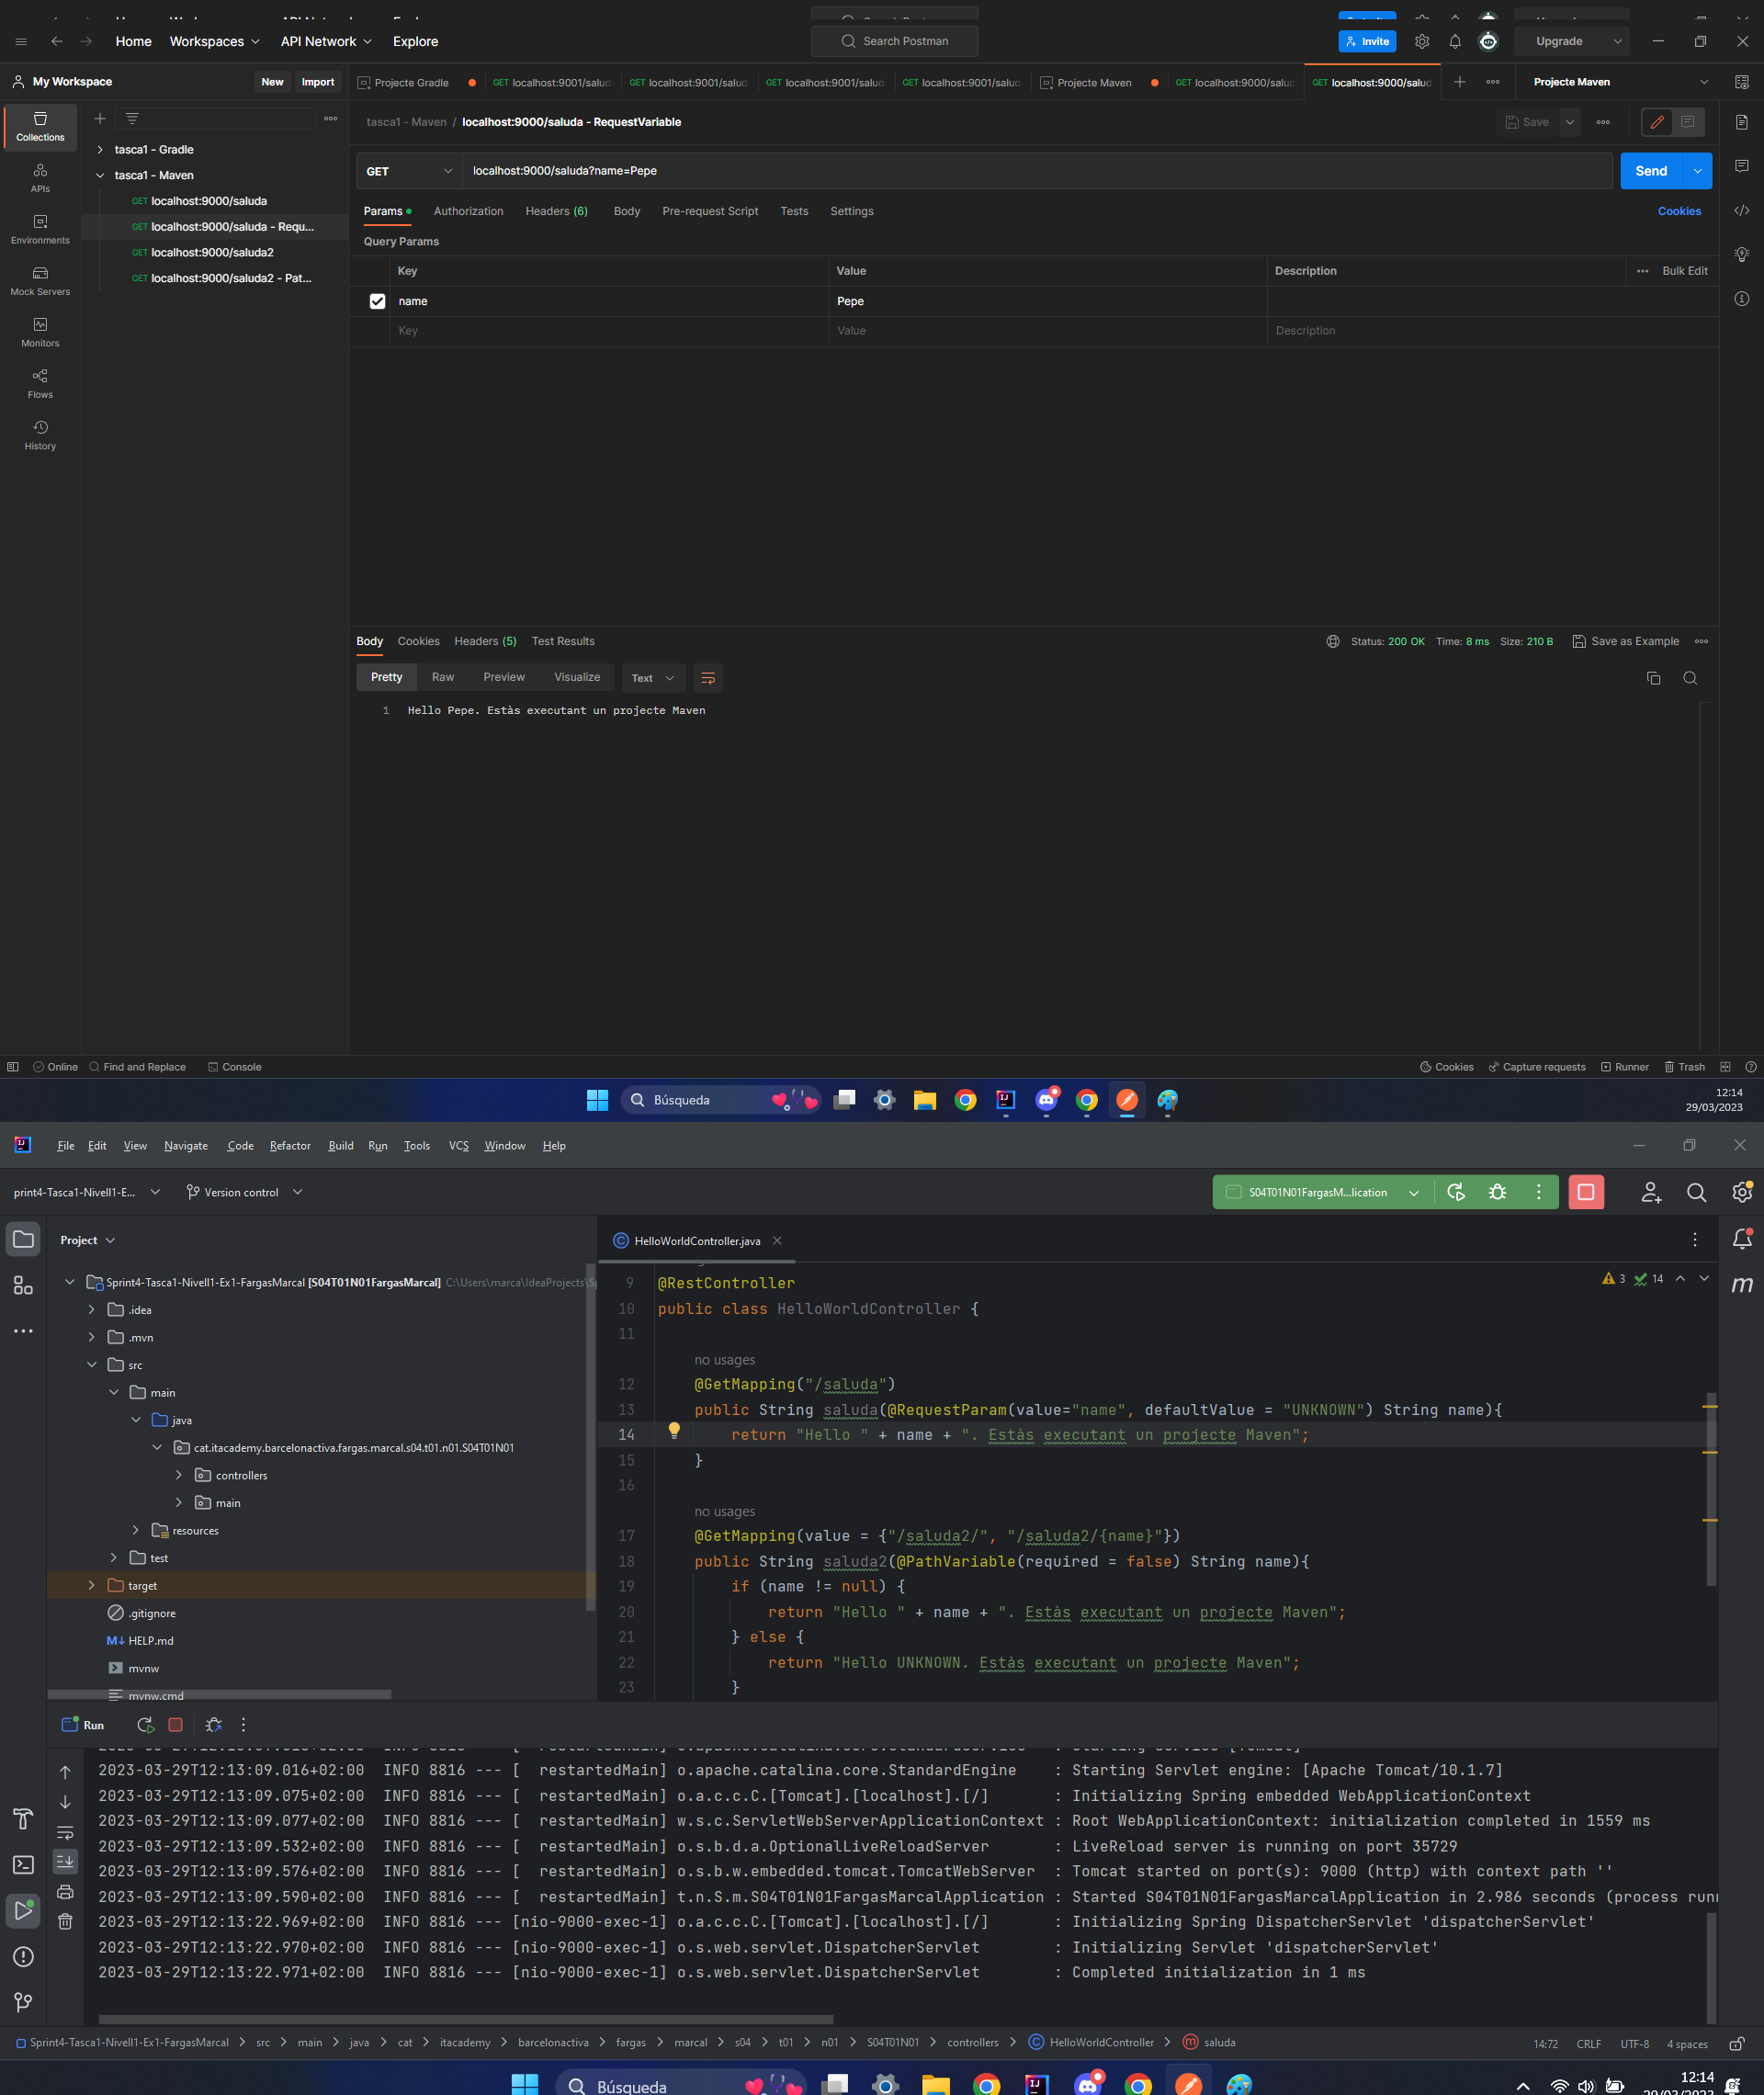 Home Workspaces API Network Explore Search Postman Invite Upgrade
My Workspace New Import Projecte Gradle GET localhost:9001/salud GET localhost:9001/salud GET localhost:9001/salud GET localhost:9001/salud Projecte Maven GET localhost:9000/salud GET localhost:9000/salud Projecte Maven
Collections
APIs
Environments
Mock Servers
Monitors
Flows
History
tasca1 - Gradle
tasca1 - Maven
GET localhost:9000/saluda
GET localhost:9000/saluda - Requ...
GET localhost:9000/saluda2
GET localhost:9000/saluda2 - Pat...
tasca1 - Maven / localhost:9000/saluda - RequestVariable Save
GET localhost:9000/saluda?name=Pepe Send
Params Authorization Headers (6) Body Pre-request Script Tests Settings Cookies
Query Params
Key Value Description Bulk Edit
name Pepe
Key Value Description
Body Cookies Headers (5) Test Results Status: 200 OK Time: 8 ms Size: 210 B Save as Example
Pretty Raw Preview Visualize Text
1 Hello Pepe. Estàs executant un projecte Maven
Online Find and Replace Console Cookies Capture requests Runner Trash
Búsqueda 12:14
29/03/2023
File Edit View Navigate Code Refactor Build Run Tools VCS Window Help
print4-Tasca1-Nivell1-E... Version control S04T01N01FargasM...lication
Project
Sprint4-Tasca1-Nivell1-Ex1-FargasMarcal [S04T01N01FargasMarcal] C:\Users\marca\IdeaProjects\S
.idea
.mvn
src
main
java
cat.itacademy.barcelonactiva.fargas.marcal.s04.t01.n01.S04T01N01
controllers
main
resources
test
target
.gitignore
HELP.md
mvnw
mvnw.cmd
HelloWorldController.java
3 14
9 @RestController
10 public class HelloWorldController {
11
no usages
12 @GetMapping("/saluda")
13 public String saluda(@RequestParam(value="name", defaultValue = "UNKNOWN") String name){
14 return "Hello " + name + ". Estàs executant un projecte Maven";
15 }
16
no usages
17 @GetMapping(value = {"/saluda2/", "/saluda2/{name}"})
18 public String saluda2(@PathVariable(required = false) String name){
19 if (name != null) {
20 return "Hello " + name + ". Estàs executant un projecte Maven";
21 } else {
22 return "Hello UNKNOWN. Estàs executant un projecte Maven";
23 }
Run
2023-03-29T12:13:09.016+02:00 INFO 8816 --- [ restartedMain] o.apache.catalina.core.StandardEngine : Starting Servlet engine: [Apache Tomcat/10.1.7]
2023-03-29T12:13:09.075+02:00 INFO 8816 --- [ restartedMain] o.a.c.c.C.[Tomcat].[localhost].[/] : Initializing Spring embedded WebApplicationContext
2023-03-29T12:13:09.077+02:00 INFO 8816 --- [ restartedMain] w.s.c.ServletWebServerApplicationContext : Root WebApplicationContext: initialization completed in 1559 ms
2023-03-29T12:13:09.532+02:00 INFO 8816 --- [ restartedMain] o.s.b.d.a.OptionalLiveReloadServer : LiveReload server is running on port 35729
2023-03-29T12:13:09.576+02:00 INFO 8816 --- [ restartedMain] o.s.b.w.embedded.tomcat.TomcatWebServer : Tomcat started on port(s): 9000 (http) with context path ''
2023-03-29T12:13:09.590+02:00 INFO 8816 --- [ restartedMain] t.n.S.m.S04T01N01FargasMarcalApplication : Started S04T01N01FargasMarcalApplication in 2.986 seconds (process run
2023-03-29T12:13:22.969+02:00 INFO 8816 --- [nio-9000-exec-1] o.a.c.c.C.[Tomcat].[localhost].[/] : Initializing Spring DispatcherServlet 'dispatcherServlet'
2023-03-29T12:13:22.970+02:00 INFO 8816 --- [nio-9000-exec-1] o.s.web.servlet.DispatcherServlet : Initializing Servlet 'dispatcherServlet'
2023-03-29T12:13:22.971+02:00 INFO 8816 --- [nio-9000-exec-1] o.s.web.servlet.DispatcherServlet : Completed initialization in 1 ms
Sprint4-Tasca1-Nivell1-Ex1-FargasMarcal > src > main > java > cat > itacademy > barcelonactiva > fargas > marcal > s04 > t01 > n01 > S04T01N01 > controllers > HelloWorldController > saluda 14:72 CRLF UTF-8 4 spaces
Búsqueda 12:14